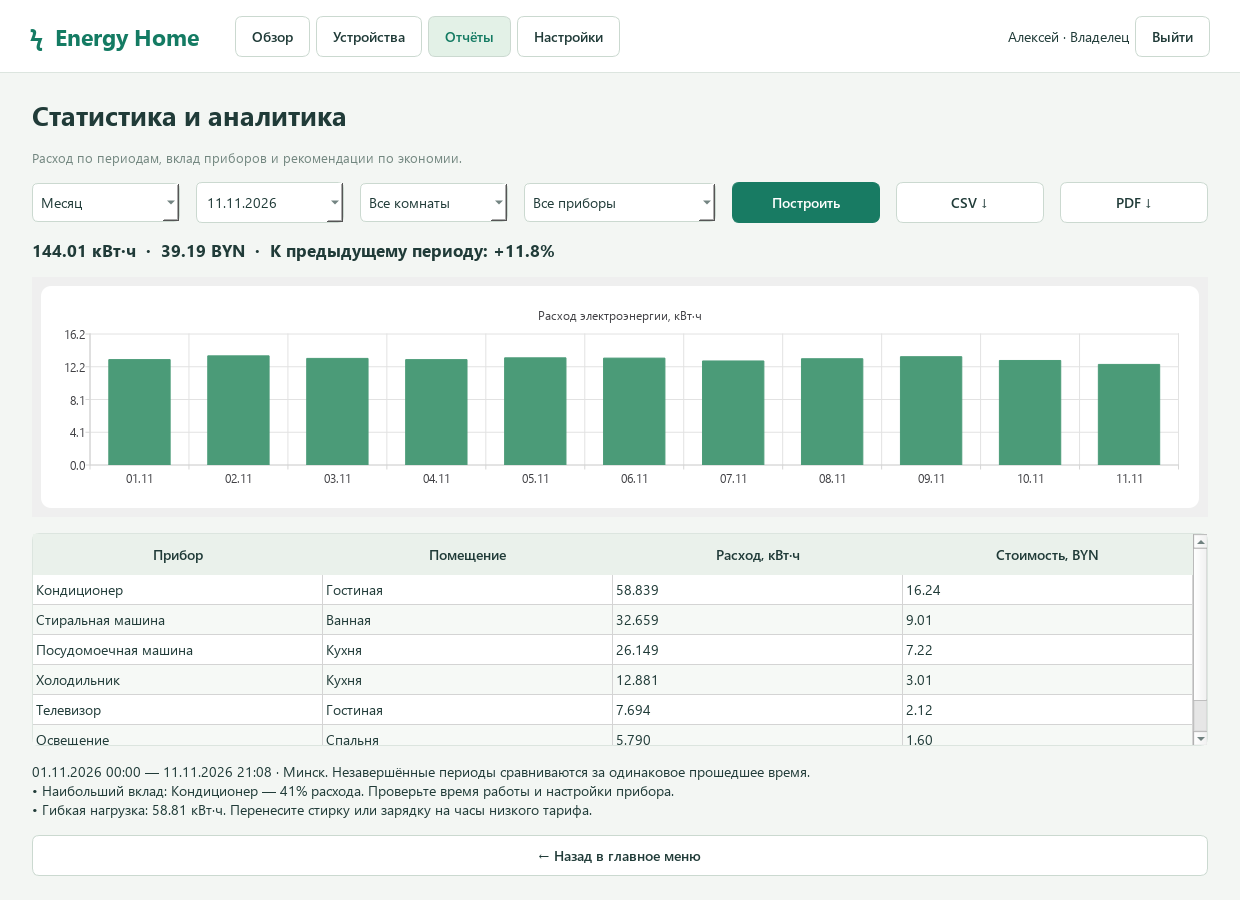 Energy Home Обзор Устройства Отчёты Настройки Алексей · Владелец Выйти
Статистика и аналитика
Расход по периодам, вклад приборов и рекомендации по экономии.
Месяц 11.11.2026 Все комнаты Все приборы Построить CSV ↓ PDF ↓
144.01 кВт·ч · 39.19 BYN · К предыдущему периоду: +11.8%
Расход электроэнергии, кВт·ч
16.2
12.2
8.1
4.1
0.0
01.11 02.11 03.11 04.11 05.11 06.11 07.11 08.11 09.11 10.11 11.11
Прибор Помещение Расход, кВт·ч Стоимость, BYN
Кондиционер Гостиная 58.839 16.24
Стиральная машина Ванная 32.659 9.01
Посудомоечная машина Кухня 26.149 7.22
Холодильник Кухня 12.881 3.01
Телевизор Гостиная 7.694 2.12
Освещение Спальня 5.790 1.60
01.11.2026 00:00 — 11.11.2026 21:08 · Минск. Незавершённые периоды сравниваются за одинаковое прошедшее время.
• Наибольший вклад: Кондиционер — 41% расхода. Проверьте время работы и настройки прибора.
• Гибкая нагрузка: 58.81 кВт·ч. Перенесите стирку или зарядку на часы низкого тарифа.
← Назад в главное меню